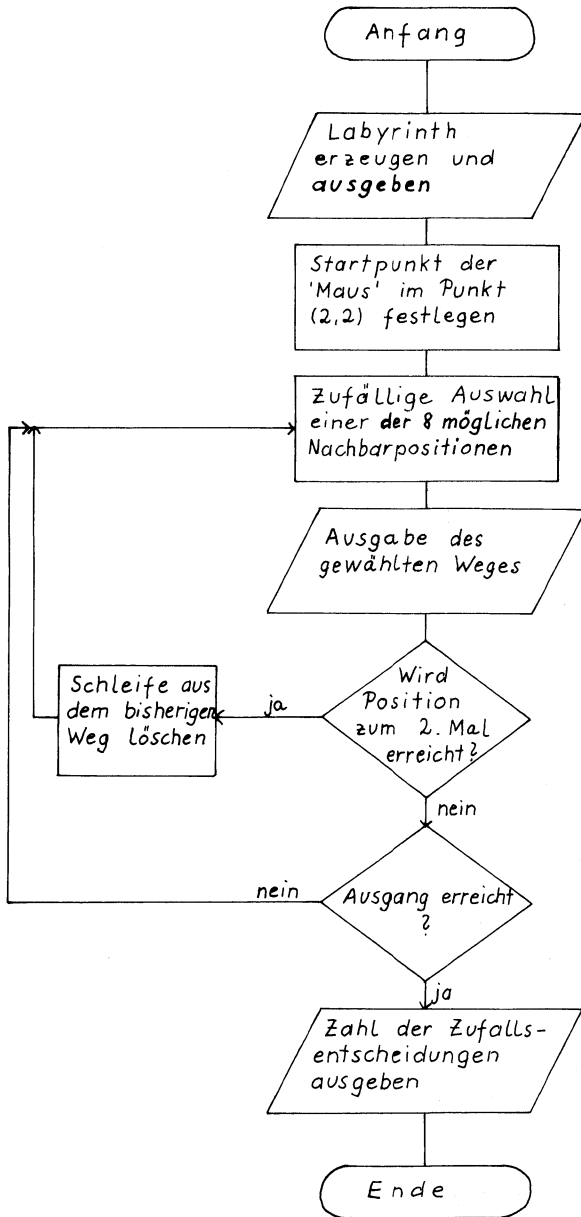 Anfang
Labyrinth
erzeugen und
ausgeben
Startpunkt der
'Maus' im Punkt
(2,2) festlegen
Zufällige Auswahl
einer der 8 möglichen
Nachbarpositionen
Ausgabe des
gewählten Weges
Wird
Position
zum 2. Mal
erreicht?
ja
Schleife aus
dem bisherigen
Weg löschen
nein
Ausgang erreicht
?
nein
ja
Zahl der Zufalls-
entscheidungen
ausgeben
Ende